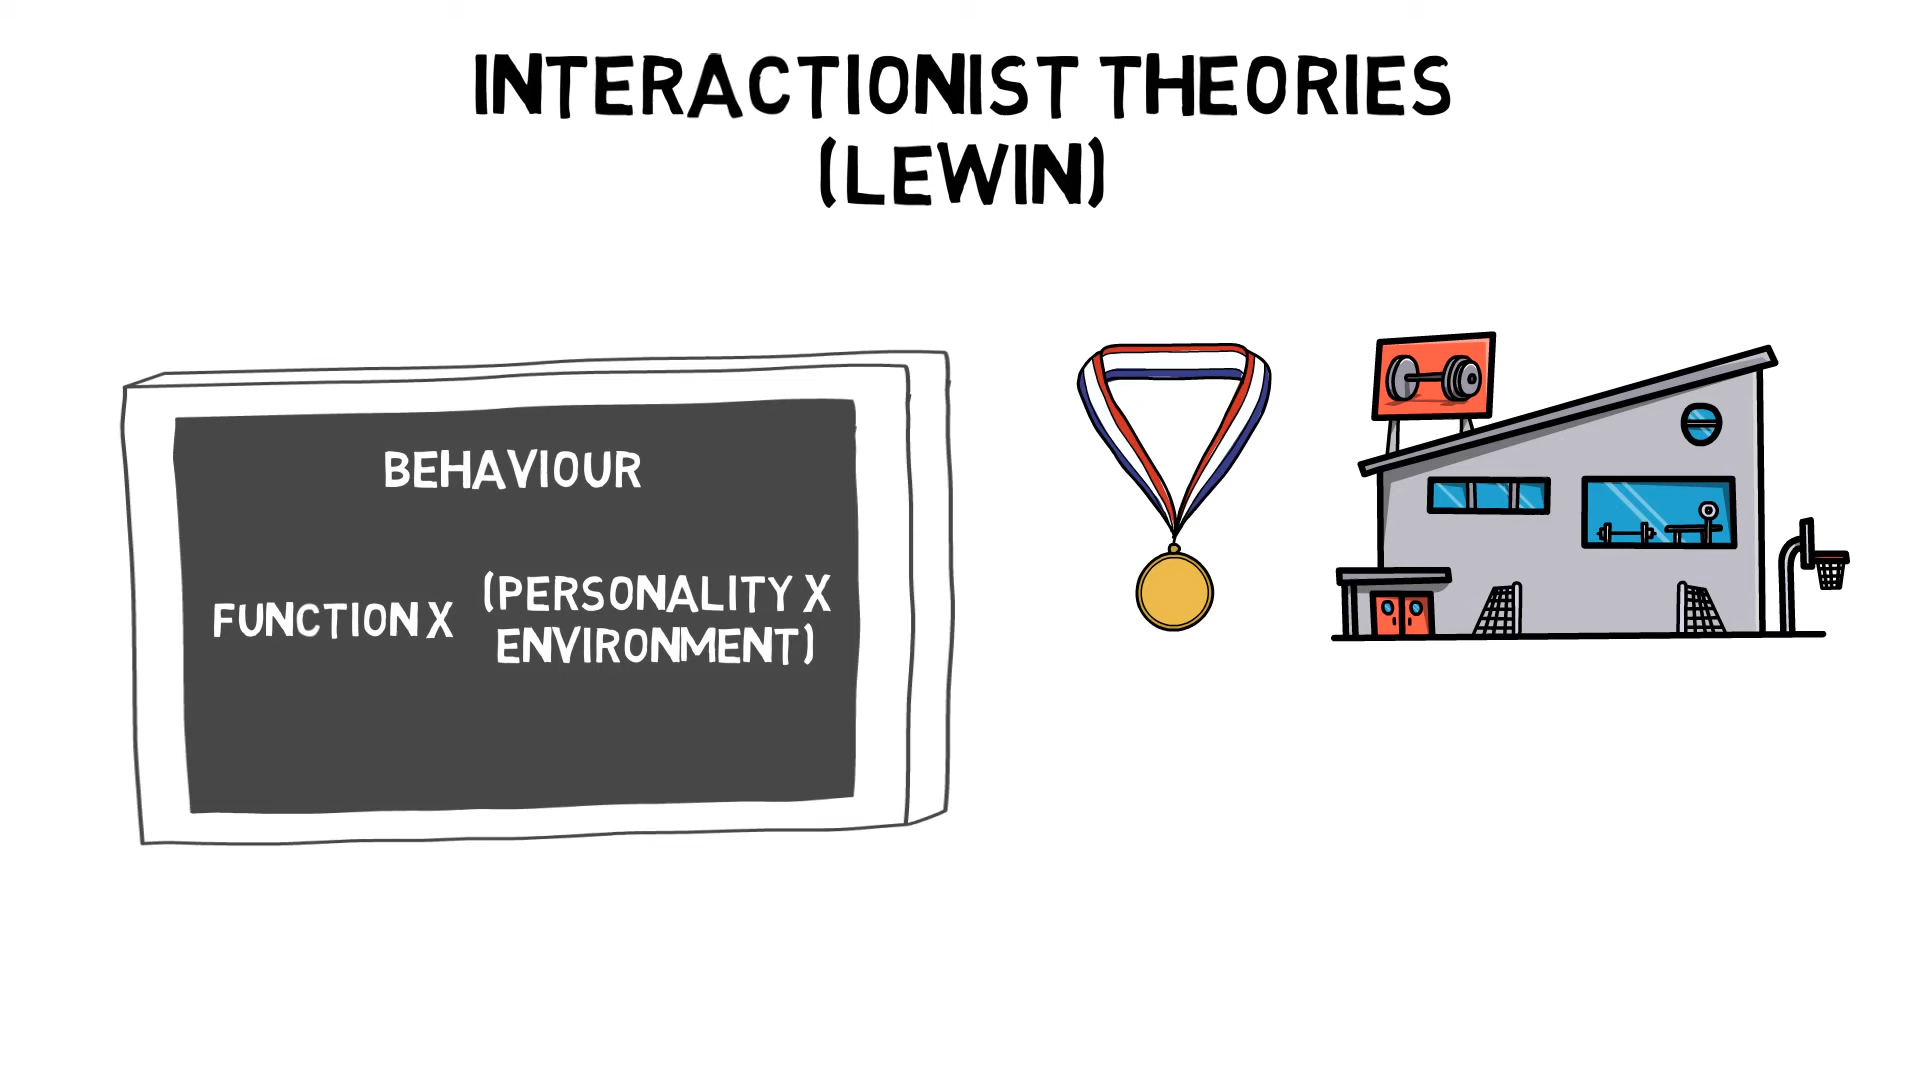 INTERACTIONIST THEORIES
(LEWIN)
BEHAVIOUR
FUNCTION X
(PERSONALITY X
ENVIRONMENT)